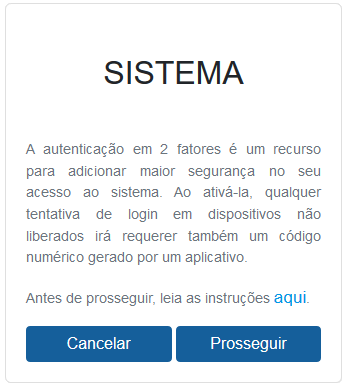 SISTEMA
A autenticação em 2 fatores é um recurso
para adicionar maior segurança no seu
acesso ao sistema. Ao ativá-la, qualquer
tentativa de login em dispositivos não
liberados irá requerer também um código
numérico gerado por um aplicativo.
Antes de prosseguir, leia as instruções aqui.
Cancelar Prosseguir